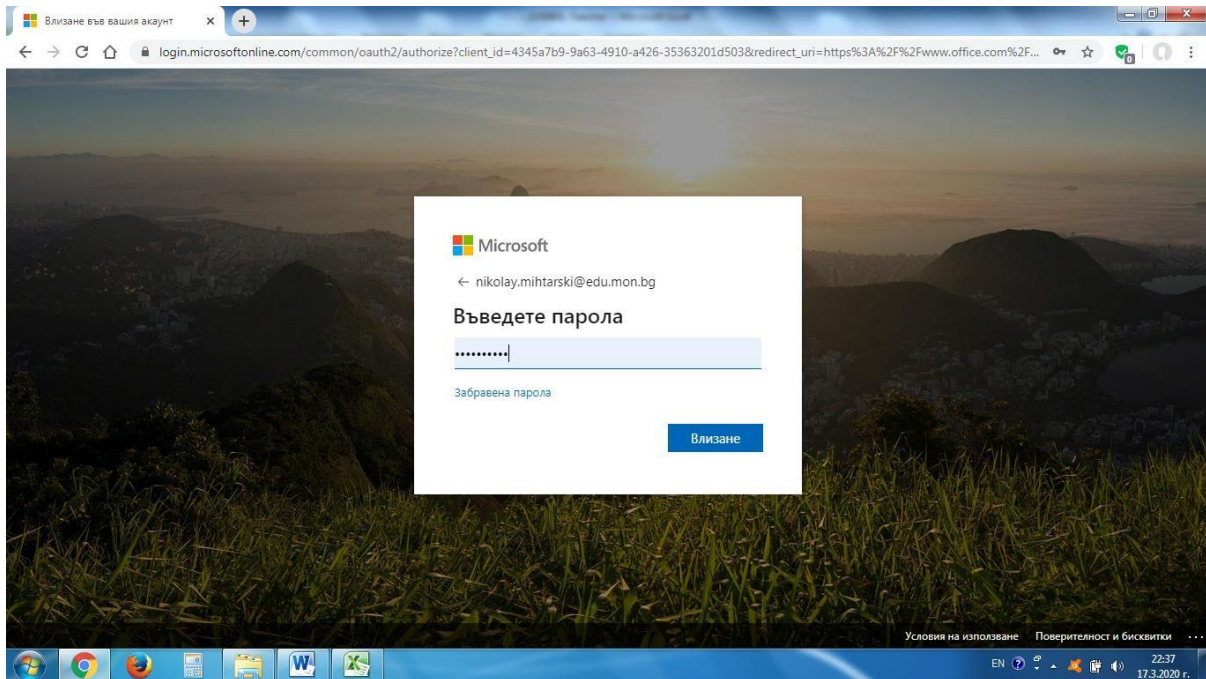 Влизане във вашия акаунт
login.microsoftonline.com/common/oauth2/authorize?client_id=4345a7b9-9a63-4910-a426-35363201d503&redirect_uri=https%3A%2F%2Fwww.office.com%2F...
0
Microsoft
← nikolay.mihtarski@edu.mon.bg
Въведете парола
••••••••••
Забравена парола
Влизане
Условия на използване Поверителност и бисквитки ...
EN
22:37
17.3.2020 г.